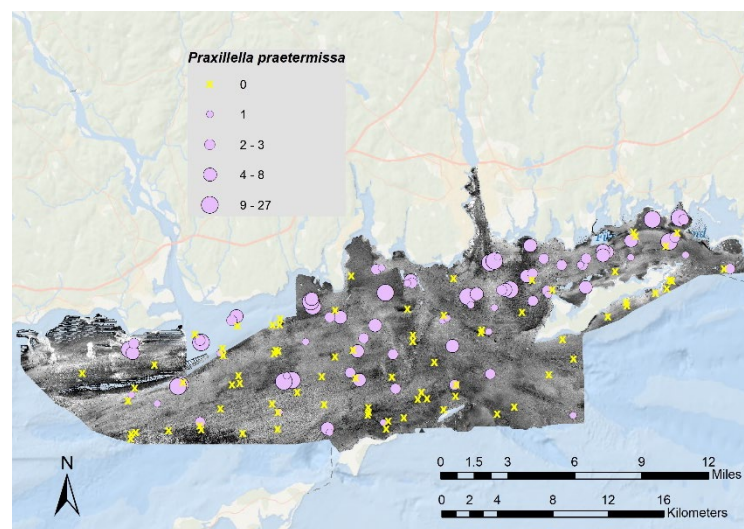 Praxillella praetermissa
0
1
2 - 3
4 - 8
9 - 27
N
0 1.5 3 6 9 12
Miles
0 2 4 8 12 16
Kilometers